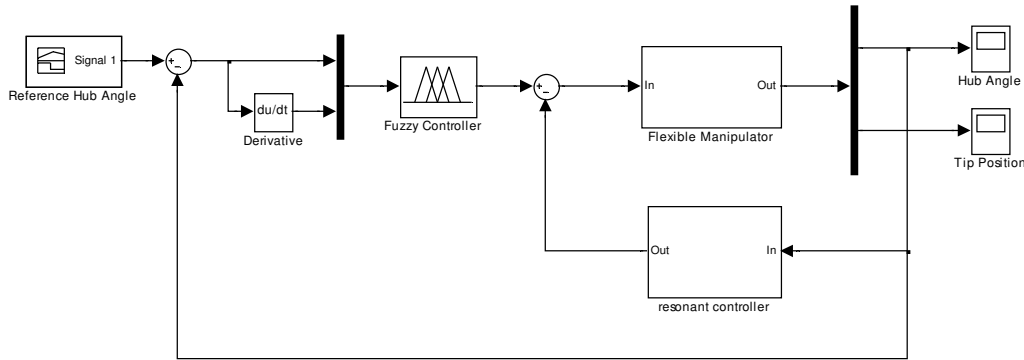 Signal 1
Reference Hub Angle
+
-
du/dt
Derivative
Fuzzy Controller
+
-
In
Out
Flexible Manipulator
Hub Angle
Tip Position
Out
In
resonant controller